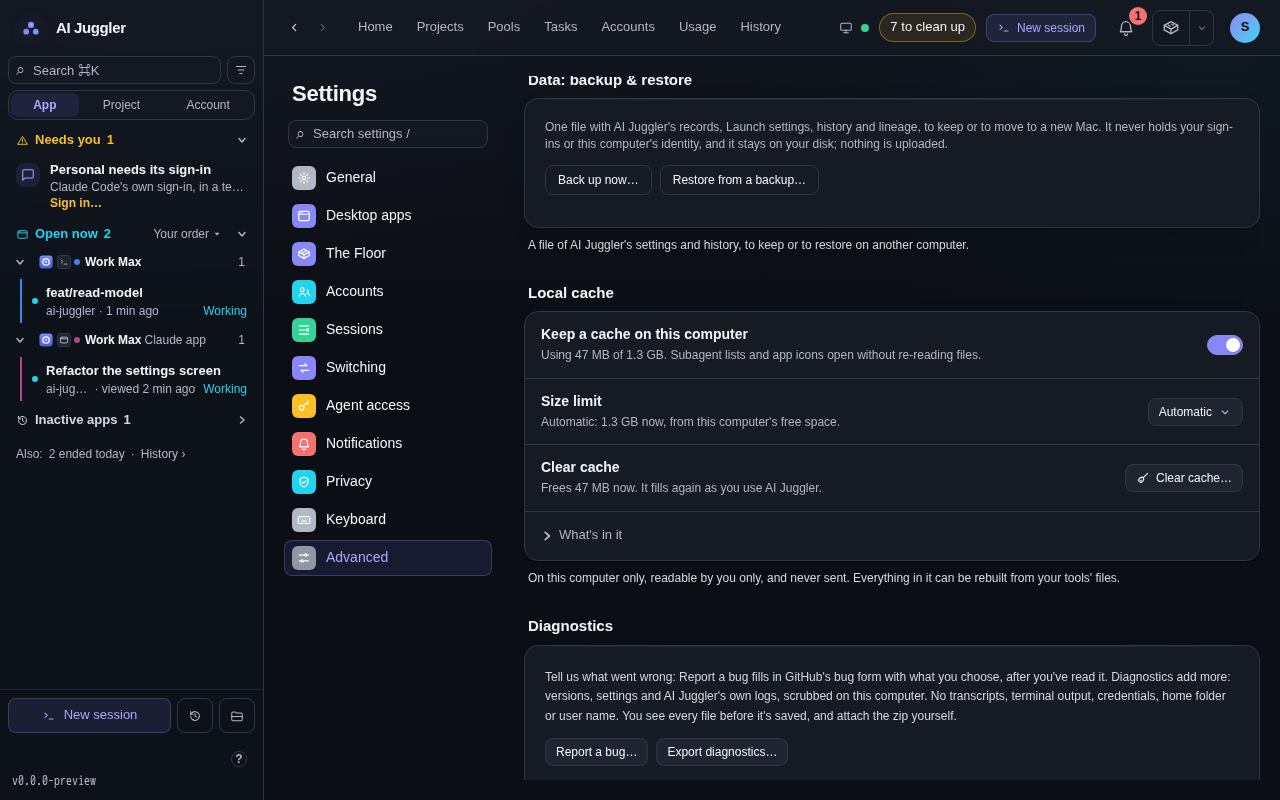 AI Juggler
Search ⌘K
App
Project
Account
Needs you 1
Personal needs its sign-in
Claude Code's own sign-in, in a te…
Sign in…
Open now 2
Your order
Work Max
1
feat/read-model
ai-juggler · 1 min ago
Working
Work Max Claude app
1
Refactor the settings screen
ai-jug… · viewed 2 min ago
Working
Inactive apps 1
Also: 2 ended today · History ›
New session
?
v0.0.0-preview
Home
Projects
Pools
Tasks
Accounts
Usage
History
7 to clean up
New session
1
S
Settings
Search settings /
General
Desktop apps
The Floor
Accounts
Sessions
Switching
Agent access
Notifications
Privacy
Keyboard
Advanced
Data: backup & restore
One file with AI Juggler's records, Launch settings, history and lineage, to keep or to move to a new Mac. It never holds your sign-
ins or this computer's identity, and it stays on your disk; nothing is uploaded.
Back up now…
Restore from a backup…
A file of AI Juggler's settings and history, to keep or to restore on another computer.
Local cache
Keep a cache on this computer
Using 47 MB of 1.3 GB. Subagent lists and app icons open without re-reading files.
Size limit
Automatic: 1.3 GB now, from this computer's free space.
Automatic
Clear cache
Frees 47 MB now. It fills again as you use AI Juggler.
Clear cache…
What's in it
On this computer only, readable by you only, and never sent. Everything in it can be rebuilt from your tools' files.
Diagnostics
Tell us what went wrong: Report a bug fills in GitHub's bug form with what you choose, after you've read it. Diagnostics add more:
versions, settings and AI Juggler's own logs, scrubbed on this computer. No transcripts, terminal output, credentials, home folder
or user name. You see every file before it's saved, and attach the zip yourself.
Report a bug…
Export diagnostics…